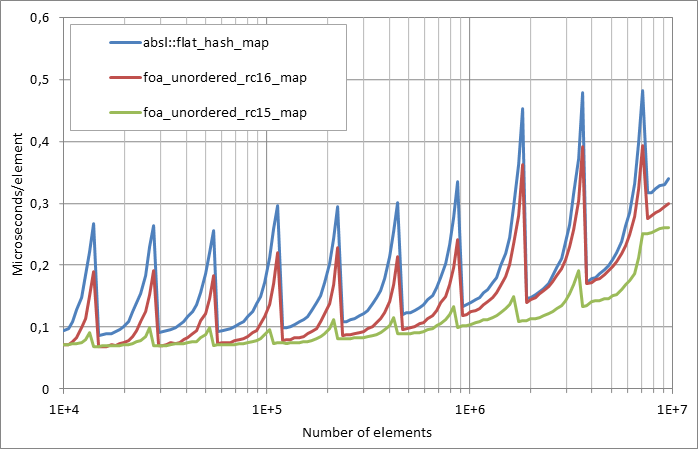 0,6
0,5
0,4
0,3
0,2
0,1
0
Microseconds/element
absl::flat_hash_map
foa_unordered_rc16_map
foa_unordered_rc15_map
1E+4
1E+5
1E+6
1E+7
Number of elements